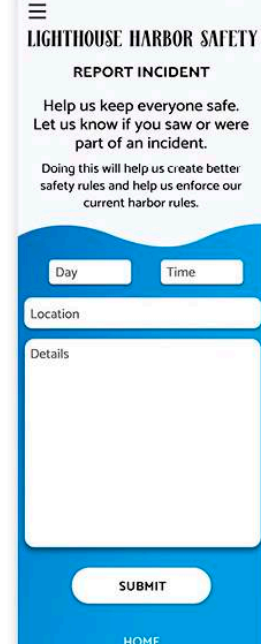 LIGHTHOUSE HARBOR SAFETY
REPORT INCIDENT
Help us keep everyone safe.
Let us know if you saw or were
part of an incident.
Doing this will help us create better
safety rules and help us enforce our
current harbor rules.
Day Time
Location
Details
SUBMIT
HOME